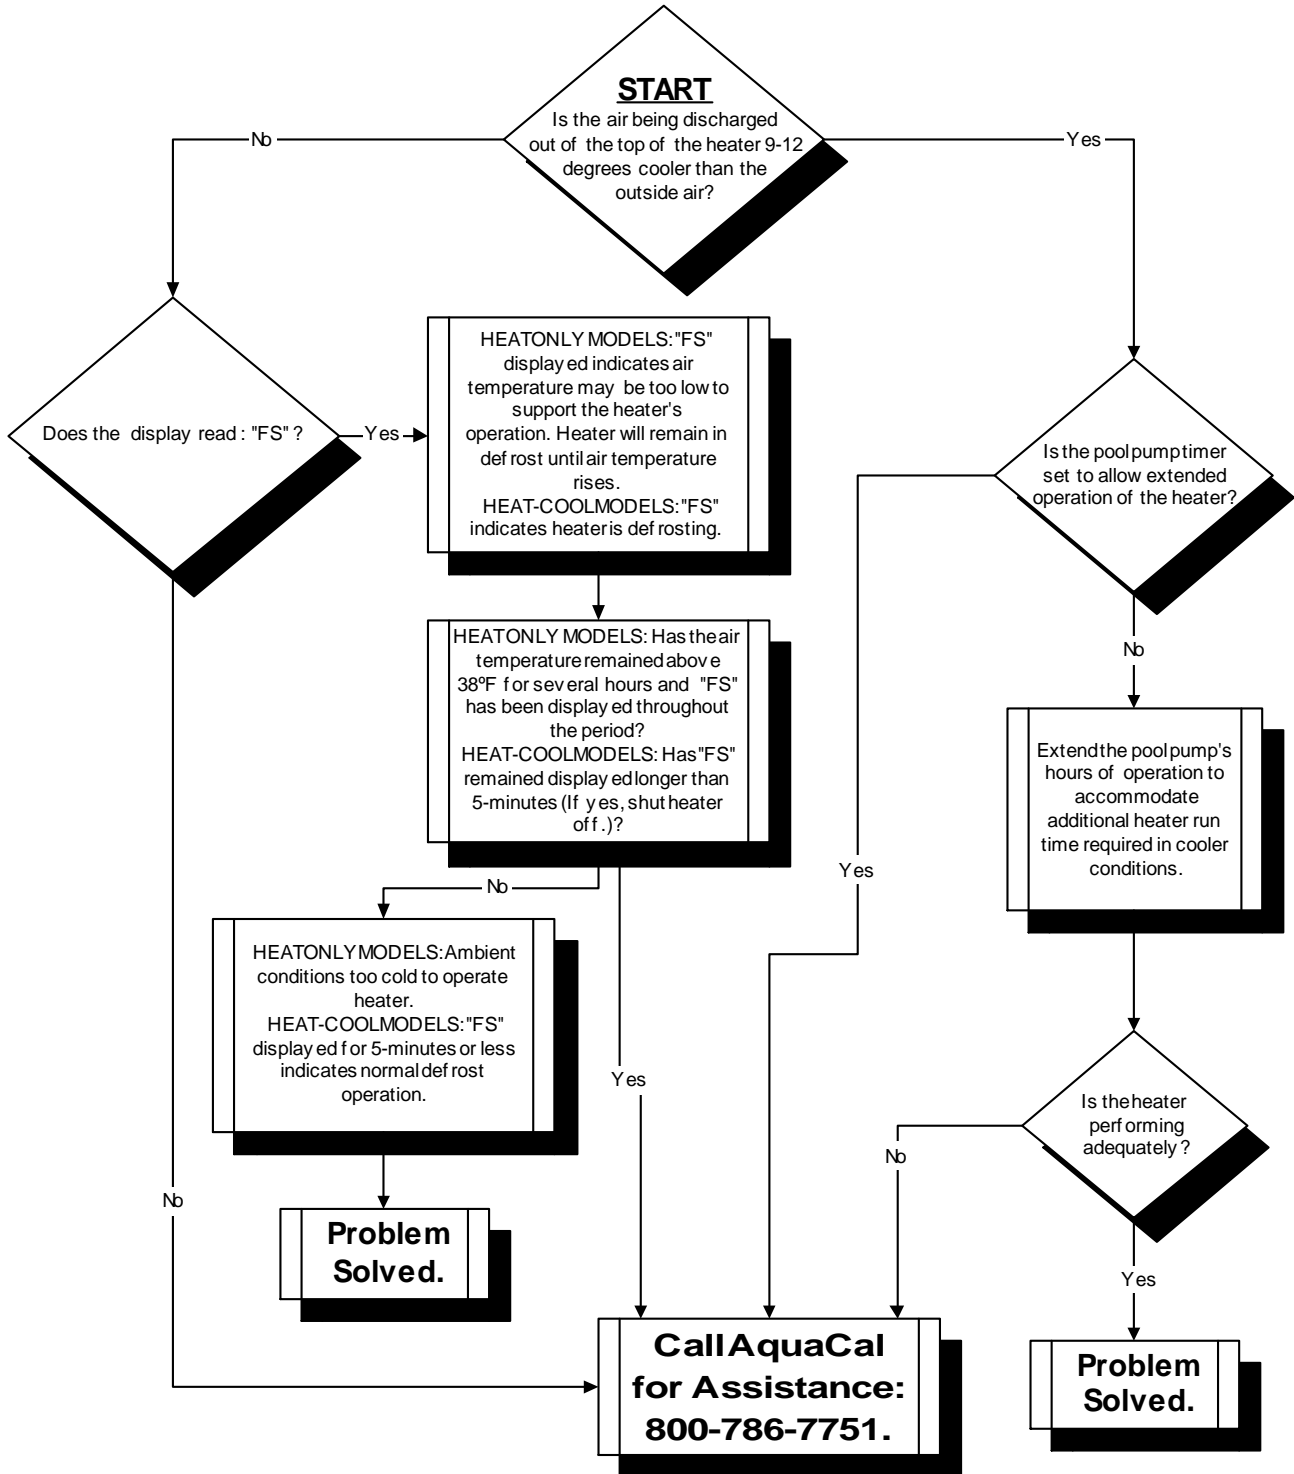 START
Is the air being discharged
out of the top of the heater 9-12
degrees cooler than the
outside air?
No
Yes
Does the display read : "FS" ?
Yes
HEATONLY MODELS: "FS"
displayed indicates air
temperature may be too low to
support the heater's
operation. Heater will remain in
defrost until air temperature
rises.
HEAT-COOL MODELS: "FS"
indicates heater is defrosting.
Is the pool pump timer
set to allow extended
operation of the heater?
HEATONLY MODELS: Has the air
temperature remained above
38ºF for several hours and "FS"
has been displayed throughout
the period?
HEAT-COOL MODELS: Has "FS"
remained displayed longer than
5-minutes (If yes, shut heater
off.)?
No
Extend the pool pump's
hours of operation to
accommodate
additional heater run
time required in cooler
conditions.
Yes
No
HEATONLY MODELS: Ambient
conditions too cold to operate
heater.
HEAT-COOL MODELS: "FS"
displayed for 5-minutes or less
indicates normal defrost
operation.
Yes
Is the heater
performing
adequately?
No
No
Problem
Solved.
Yes
Call AquaCal
for Assistance:
800-786-7751.
Problem
Solved.